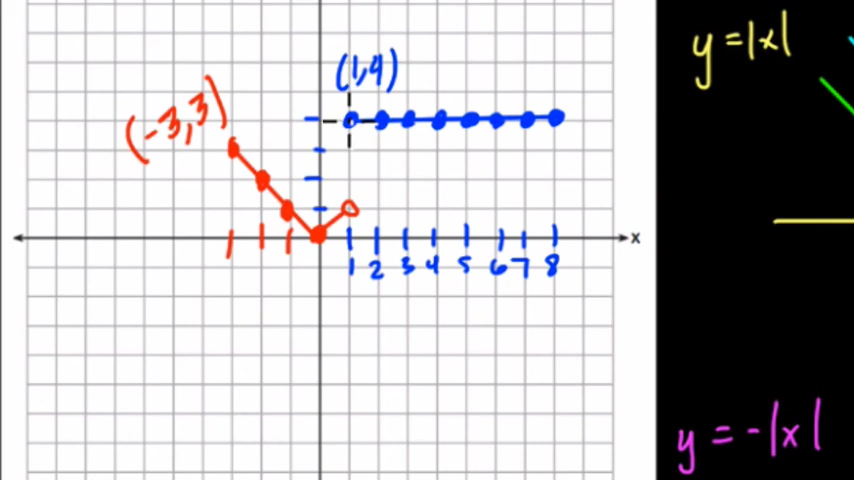 y = |x|
(1,4)
(-3,3)
x
1 2 3 4 5 6 7 8
y = -|x|